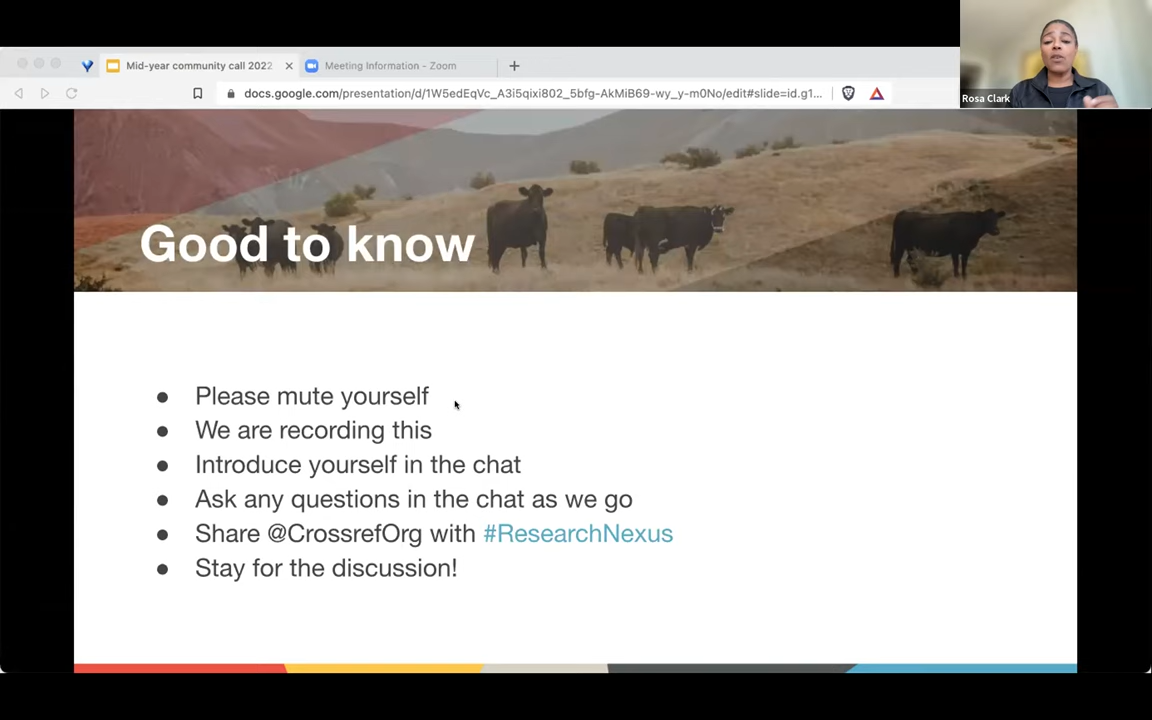 Mid-year community call 2022
Meeting Information - Zoom
docs.google.com/presentation/d/1W5edEqVc_A3i5qixi802_5bfg-AkMiB69-wy_y-m0No/edit#slide=id.g1...
Rosa Clark
Good to know
● Please mute yourself
● We are recording this
● Introduce yourself in the chat
● Ask any questions in the chat as we go
● Share @CrossrefOrg with #ResearchNexus
● Stay for the discussion!